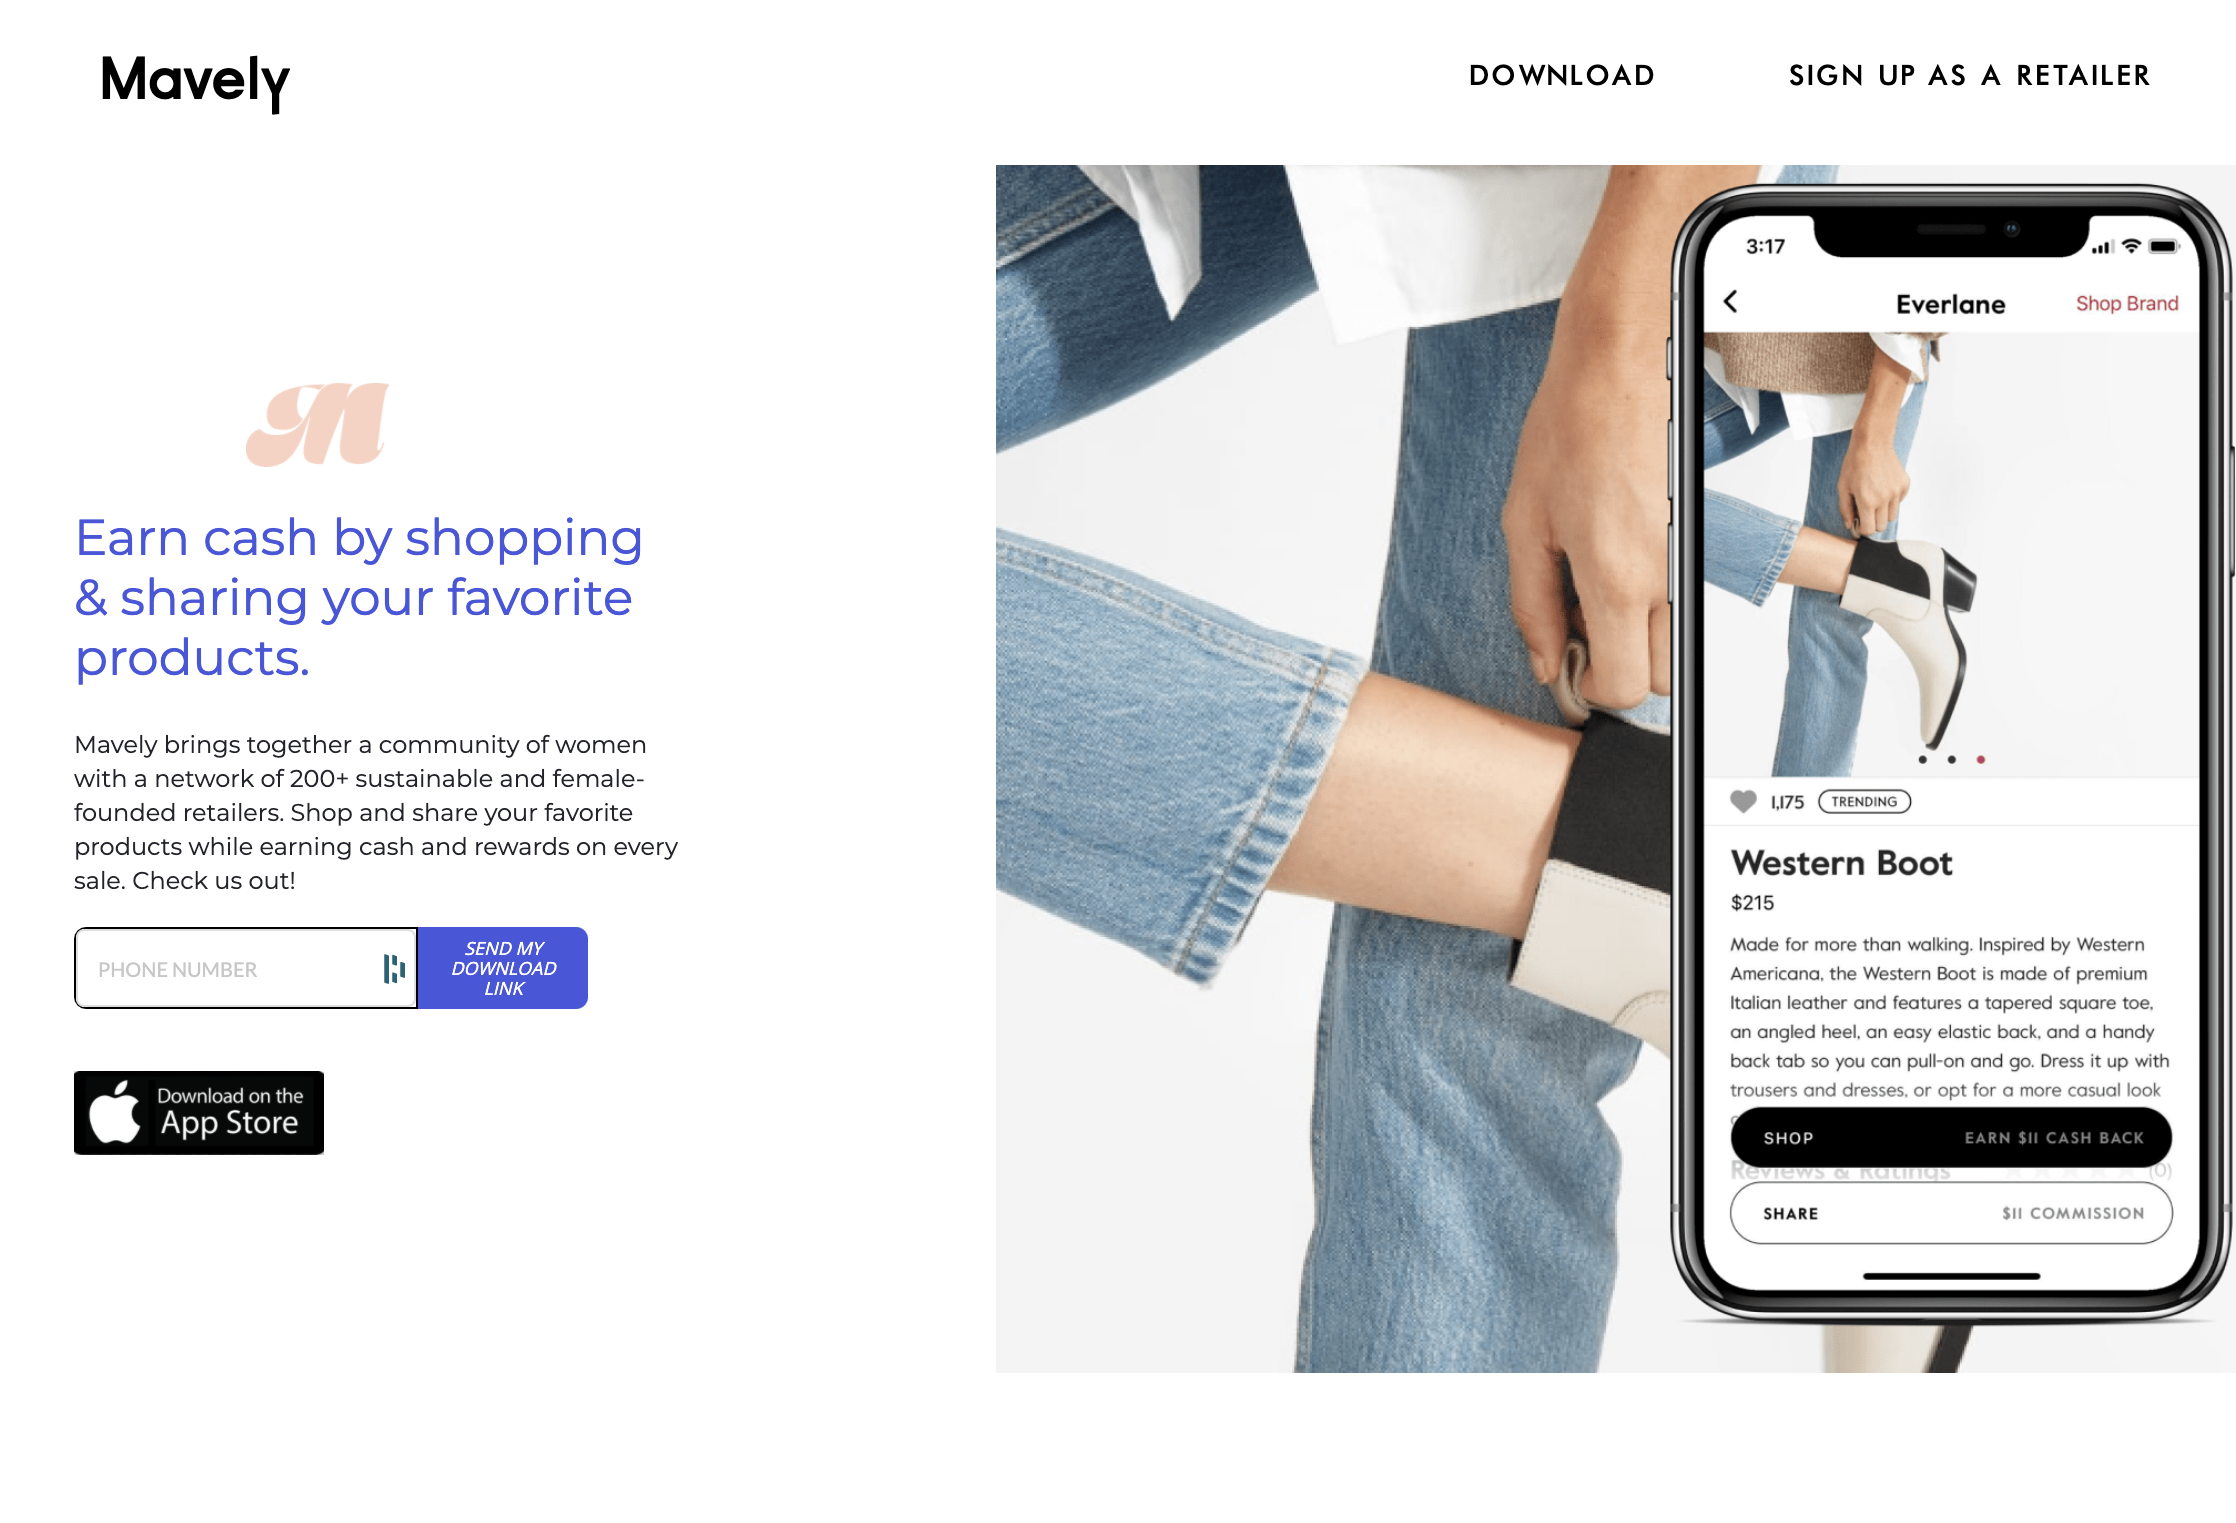 Mavely
DOWNLOAD
SIGN UP AS A RETAILER
M
Earn cash by shopping
& sharing your favorite
products.
Mavely brings together a community of women
with a network of 200+ sustainable and female-
founded retailers. Shop and share your favorite
products while earning cash and rewards on every
sale. Check us out!
PHONE NUMBER
SEND MY
DOWNLOAD
LINK
Download on the
App Store
3:17
Everlane
Shop Brand
1,175
TRENDING
Western Boot
$215
Made for more than walking. Inspired by Western
Americana, the Western Boot is made of premium
Italian leather and features a tapered square toe,
an angled heel, an easy elastic back, and a handy
back tab so you can pull-on and go. Dress it up with
trousers and dresses, or opt for a more casual look
SHOP
EARN $11 CASH BACK
Reviews & Ratings
(0)
SHARE
$11 COMMISSION